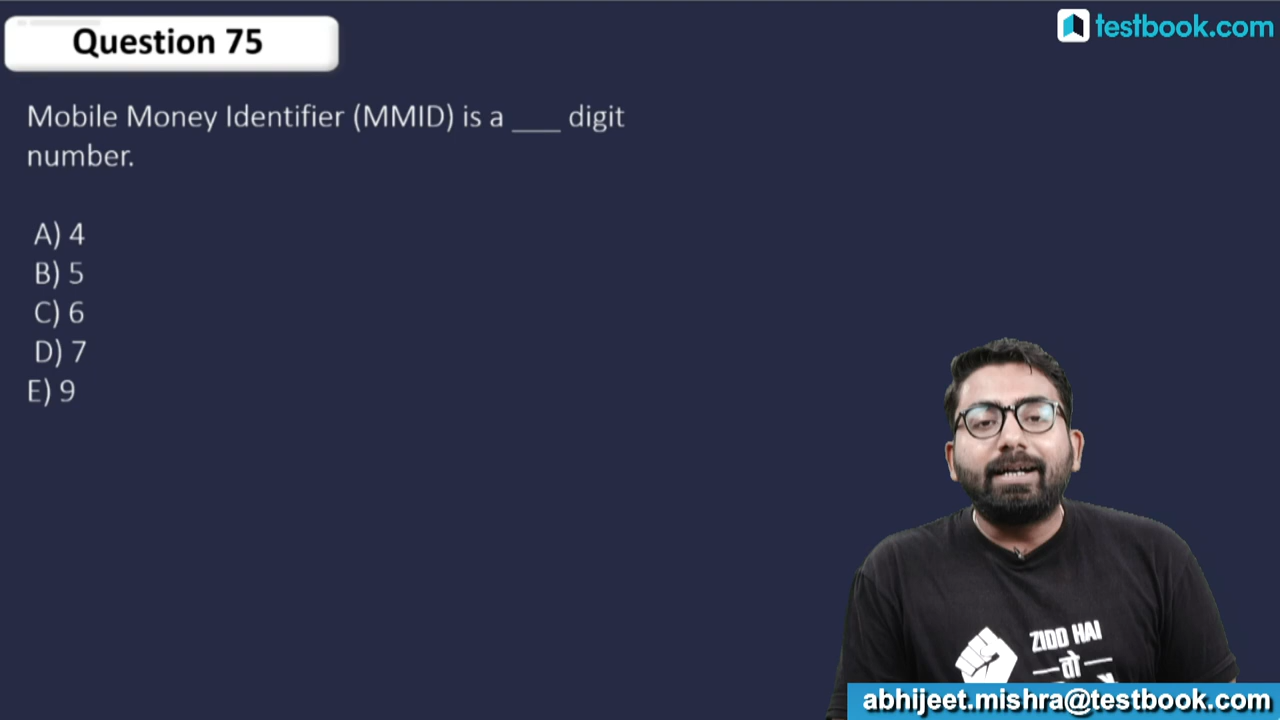 Question 75
testbook.com
Mobile Money Identifier (MMID) is a ___ digit
number.
A) 4
B) 5
C) 6
D) 7
E) 9
ZIDD HAI
तो
abhijeet.mishra@testbook.com